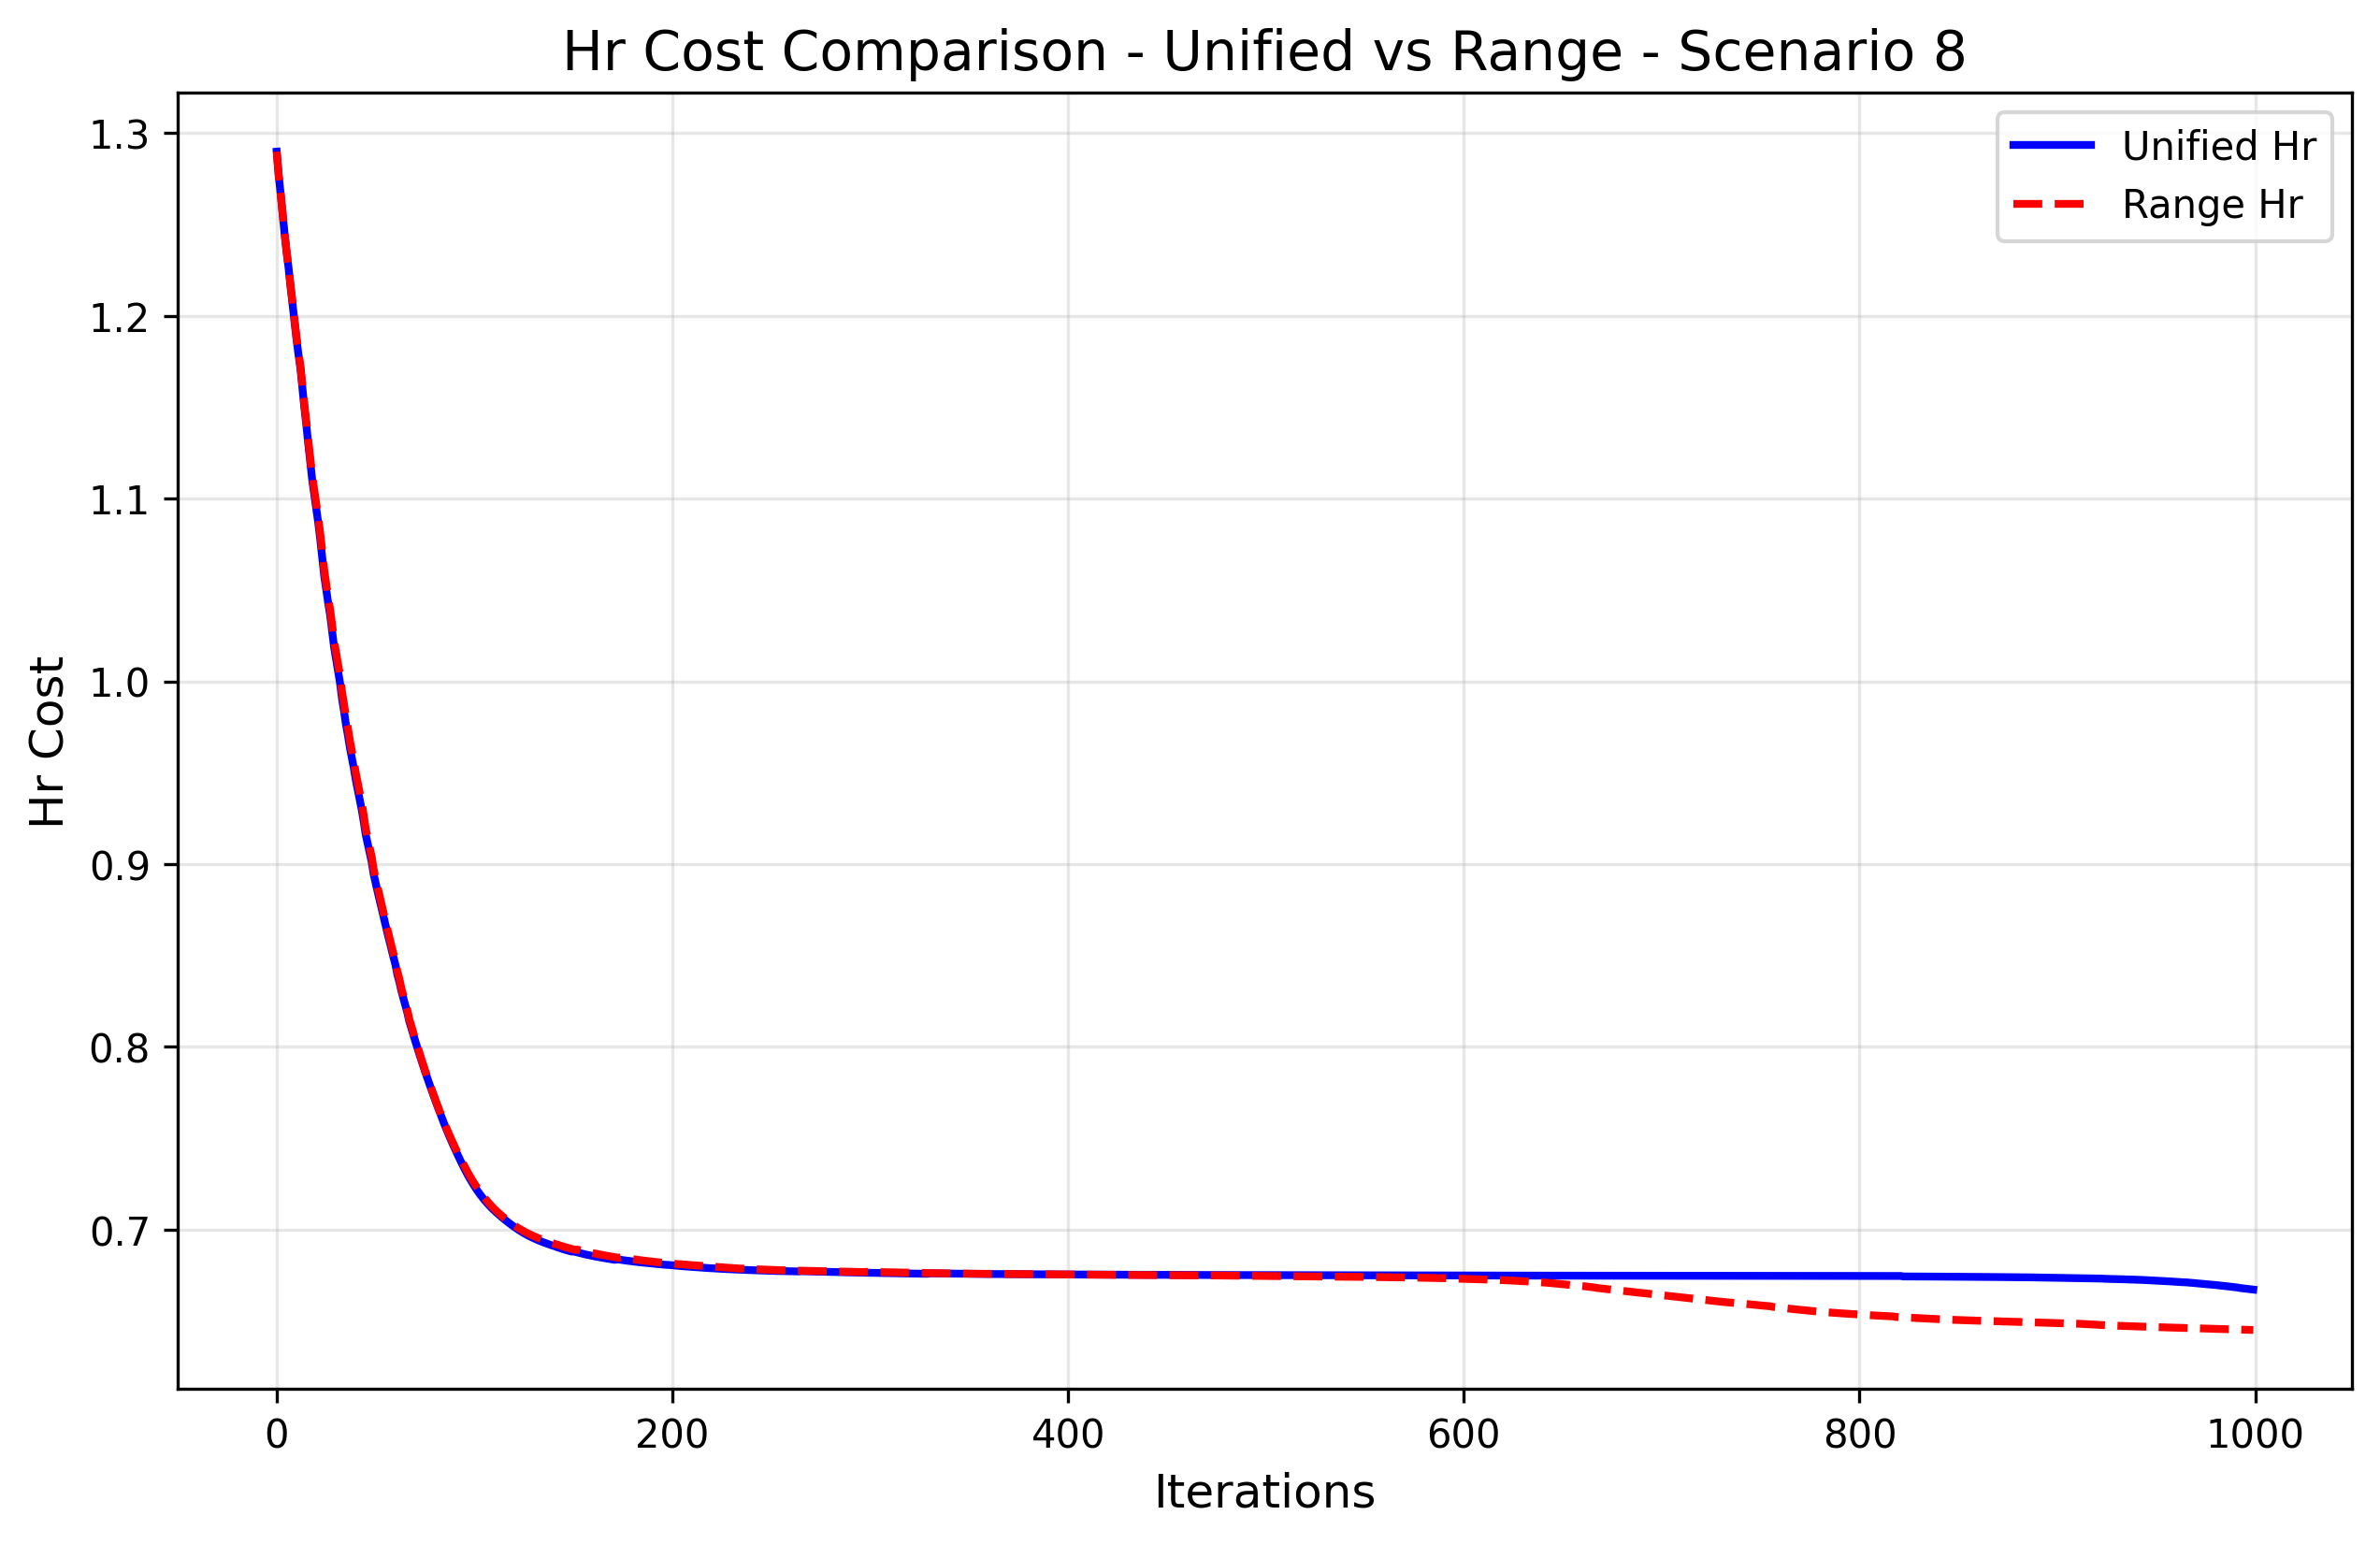 Hr Cost Comparison - Unified vs Range - Scenario 8
Unified Hr
Range Hr
Hr Cost
1.3
1.2
1.1
1.0
0.9
0.8
0.7
0 200 400 600 800 1000
Iterations